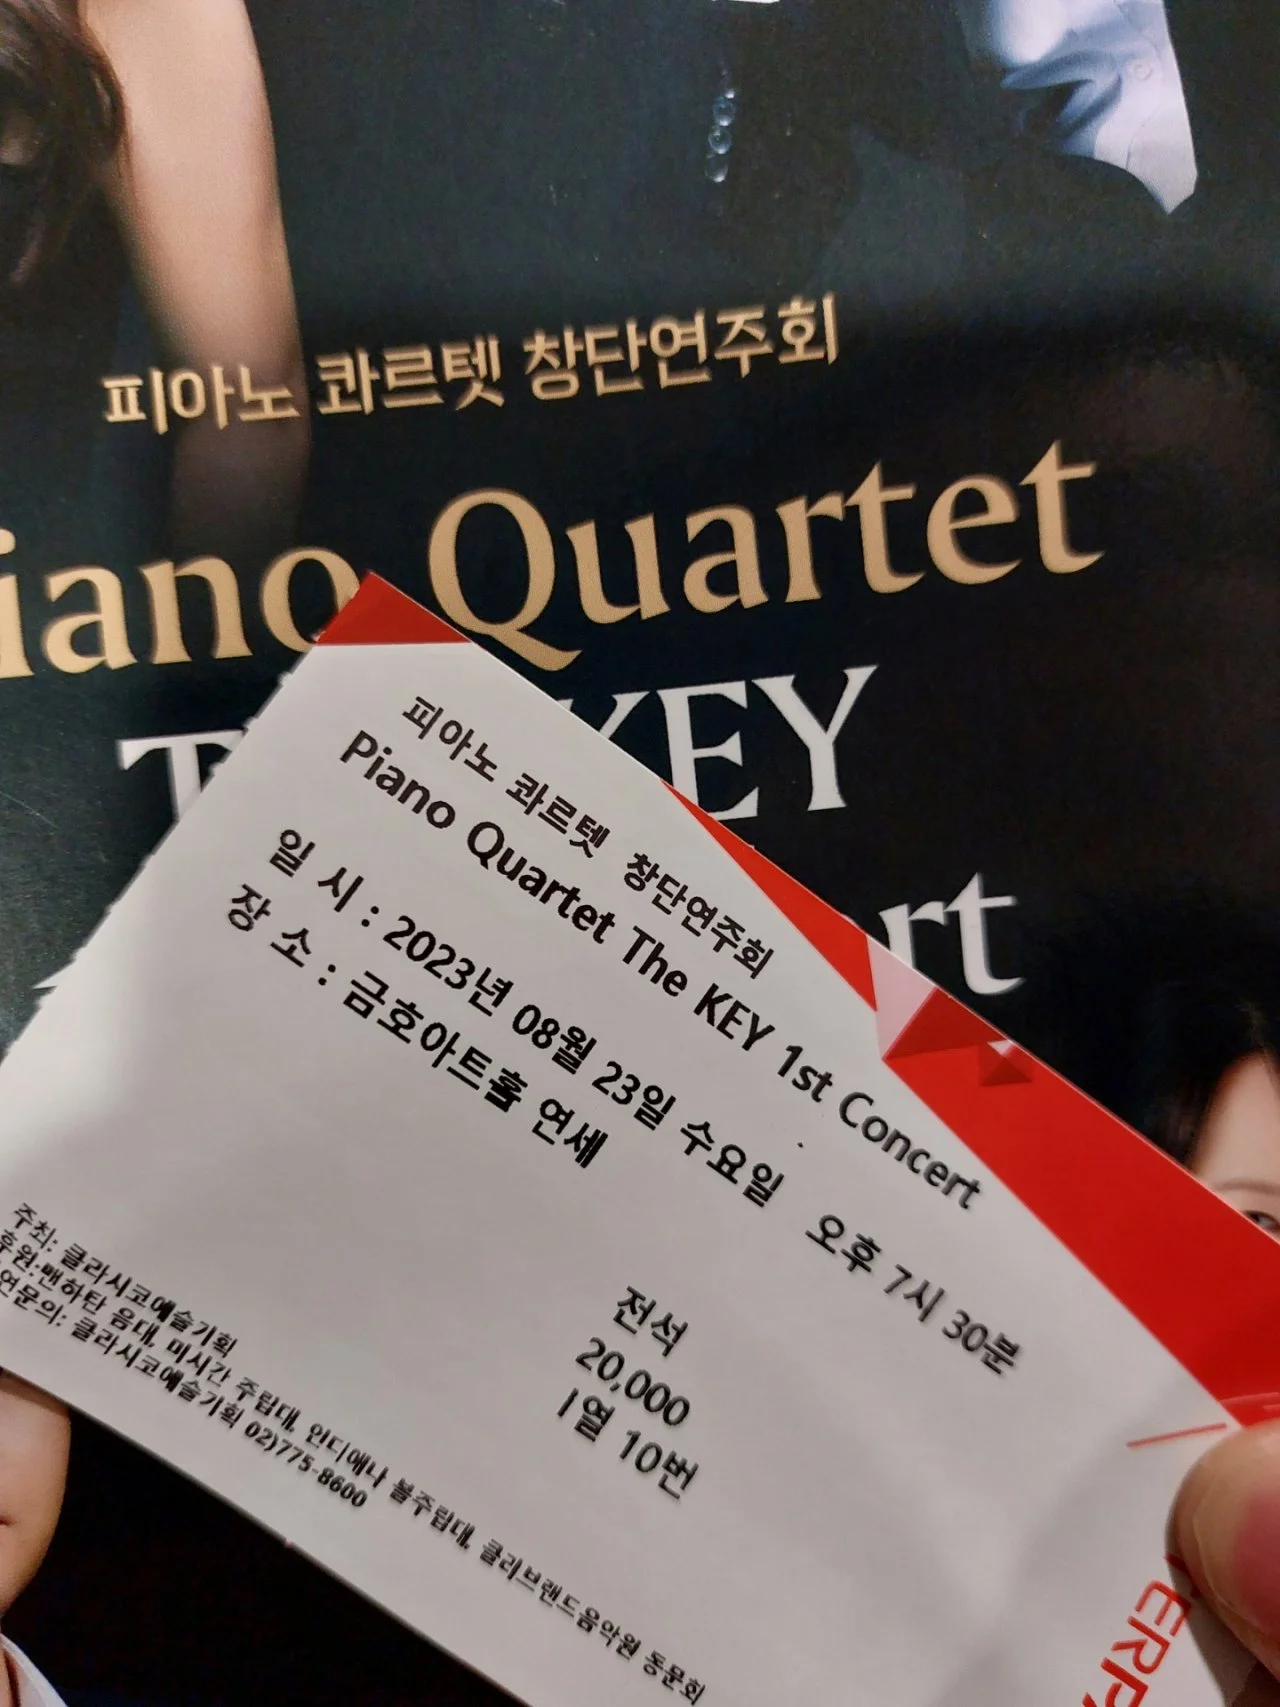 피아노 콰르텟 창단연주회
iano Quartet
KEY
rt
피아노 콰르텟 창단연주회
Piano Quartet The KEY 1st Concert
일 시 : 2023년 08월 23일 수요일 오후 7시 30분
장 소 : 금호아트홀 연세
전석
20,000
I열 10번
주최: 클라시코예술기획
후원:맨하탄 음대, 미시간 주립대, 인디애나 볼주립대, 클리브랜드음악원 동문회
연문의: 클라시코예술기획 02)775-8600
TERP